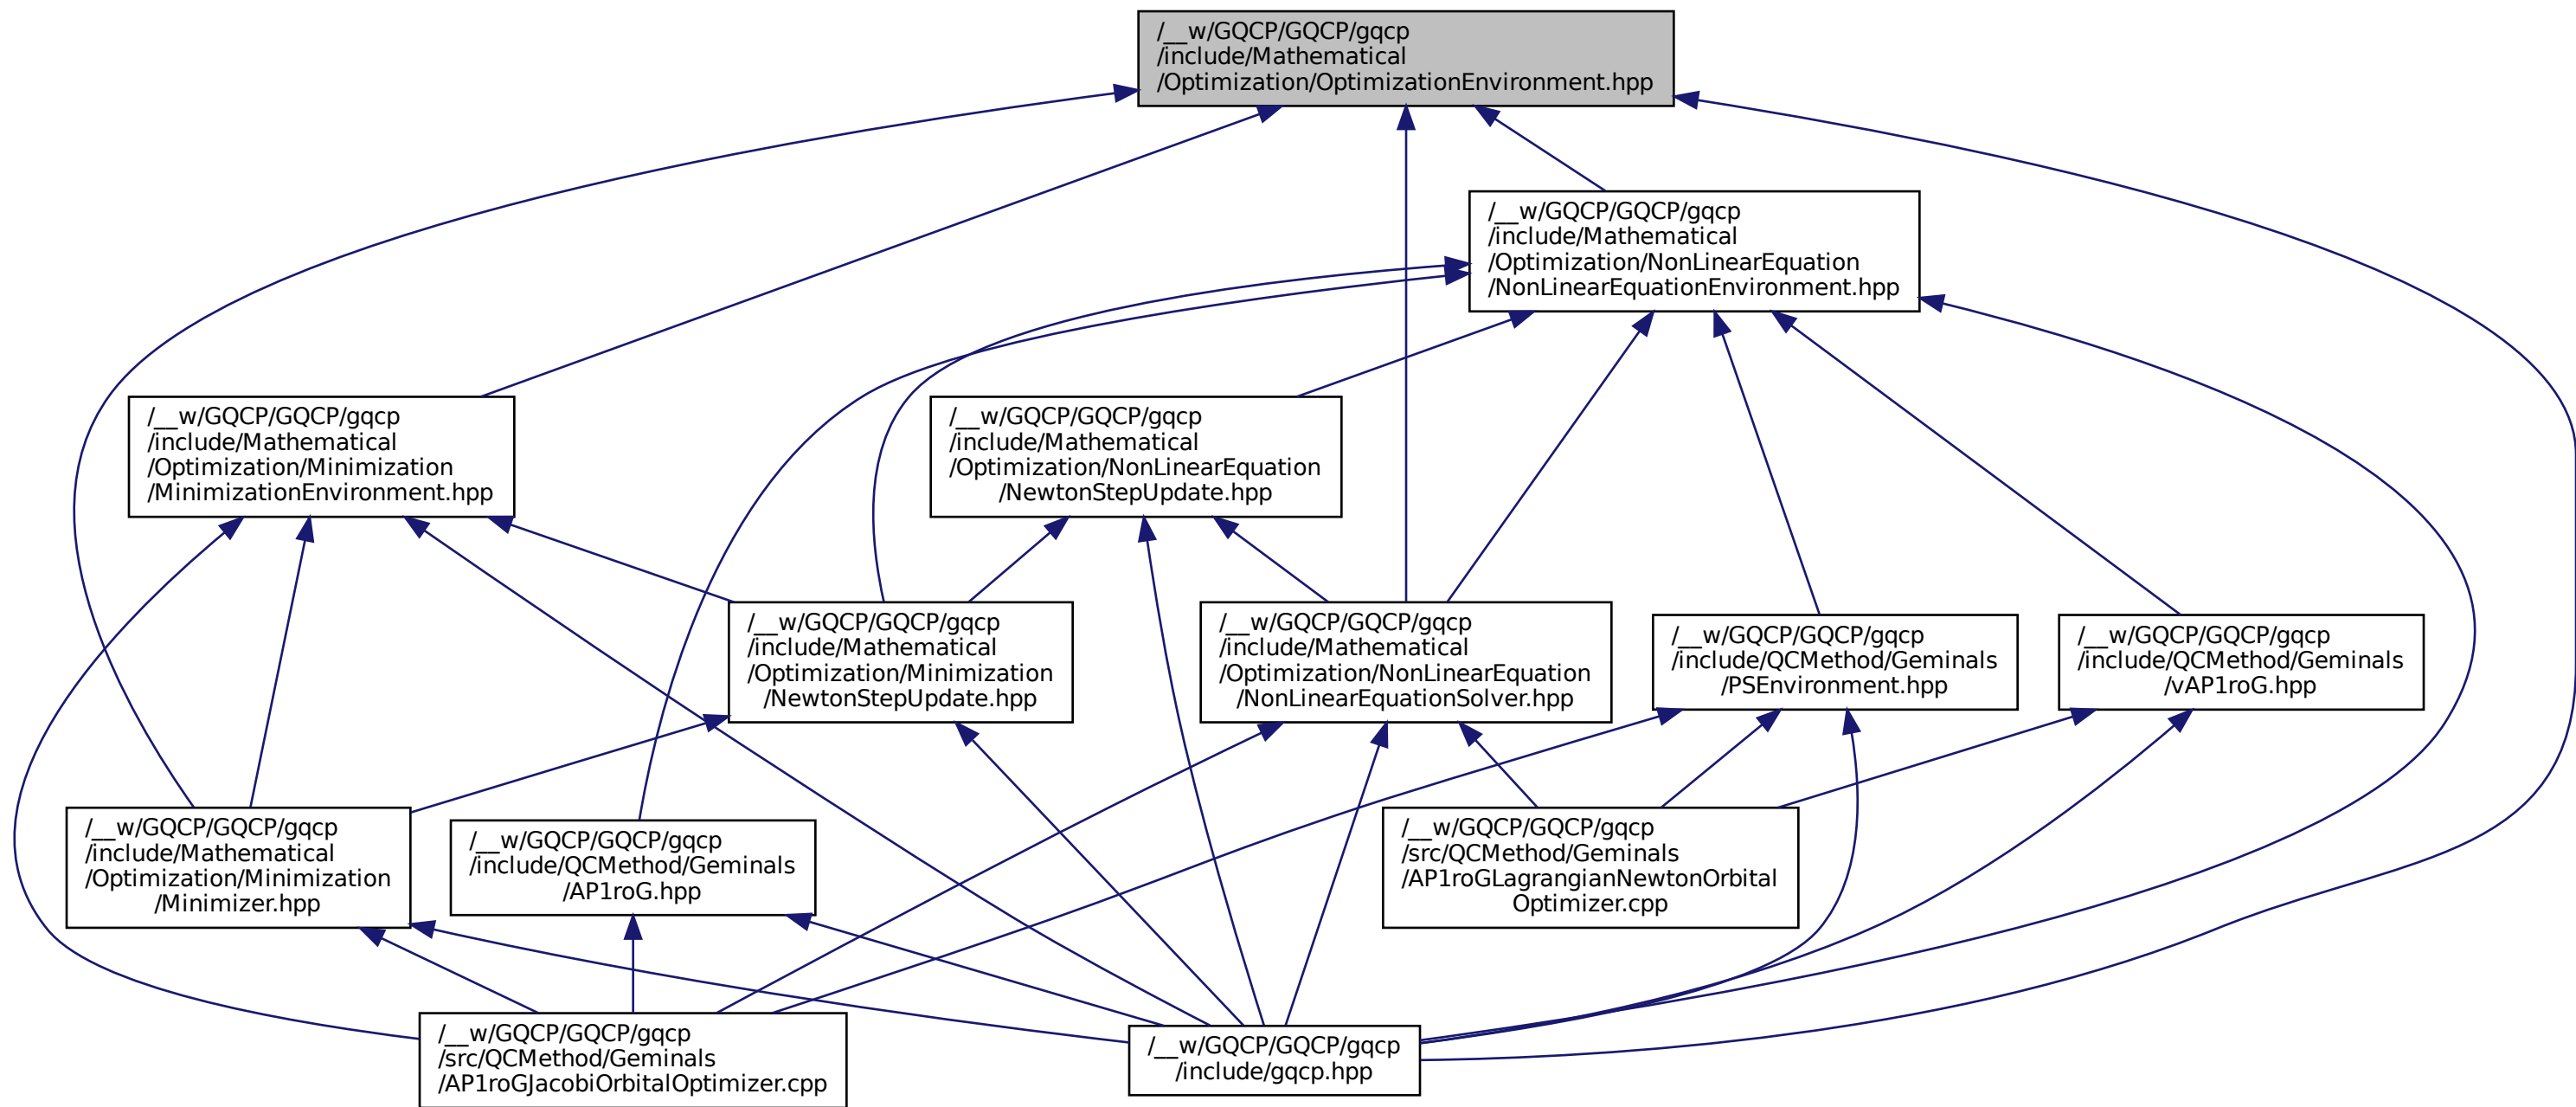 /__w/GQCP/GQCP/gqcp
/include/Mathematical
/Optimization/OptimizationEnvironment.hpp
/__w/GQCP/GQCP/gqcp
/include/Mathematical
/Optimization/NonLinearEquation
/NonLinearEquationEnvironment.hpp
/__w/GQCP/GQCP/gqcp
/include/Mathematical
/Optimization/Minimization
/MinimizationEnvironment.hpp
/__w/GQCP/GQCP/gqcp
/include/Mathematical
/Optimization/NonLinearEquation
/NewtonStepUpdate.hpp
/__w/GQCP/GQCP/gqcp
/include/Mathematical
/Optimization/Minimization
/NewtonStepUpdate.hpp
/__w/GQCP/GQCP/gqcp
/include/Mathematical
/Optimization/NonLinearEquation
/NonLinearEquationSolver.hpp
/__w/GQCP/GQCP/gqcp
/include/QCMethod/Geminals
/PSEnvironment.hpp
/__w/GQCP/GQCP/gqcp
/include/QCMethod/Geminals
/vAP1roG.hpp
/__w/GQCP/GQCP/gqcp
/include/Mathematical
/Optimization/Minimization
/Minimizer.hpp
/__w/GQCP/GQCP/gqcp
/include/QCMethod/Geminals
/AP1roG.hpp
/__w/GQCP/GQCP/gqcp
/src/QCMethod/Geminals
/AP1roGLagrangianNewtonOrbital
Optimizer.cpp
/__w/GQCP/GQCP/gqcp
/src/QCMethod/Geminals
/AP1roGJacobiOrbitalOptimizer.cpp
/__w/GQCP/GQCP/gqcp
/include/gqcp.hpp